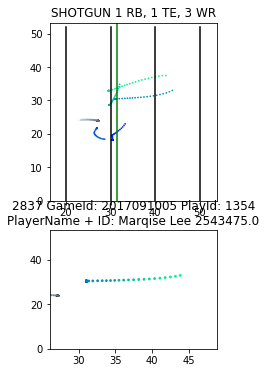 SHOTGUN 1 RB, 1 TE, 3 WR
50
40
30
20
10
0
20 30 40 50
2837 GameId: 2017091005 PlayId: 1354
PlayerName + ID: Marqise Lee 2543475.0
40
20
0
30 35 40 45